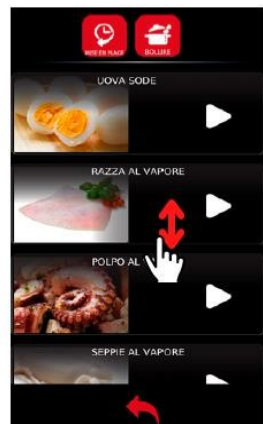 MISE EN PLACE
BOLLIRE
UOVA SODE
RAZZA AL VAPORE
POLPO AL
SEPPIE AL VAPORE